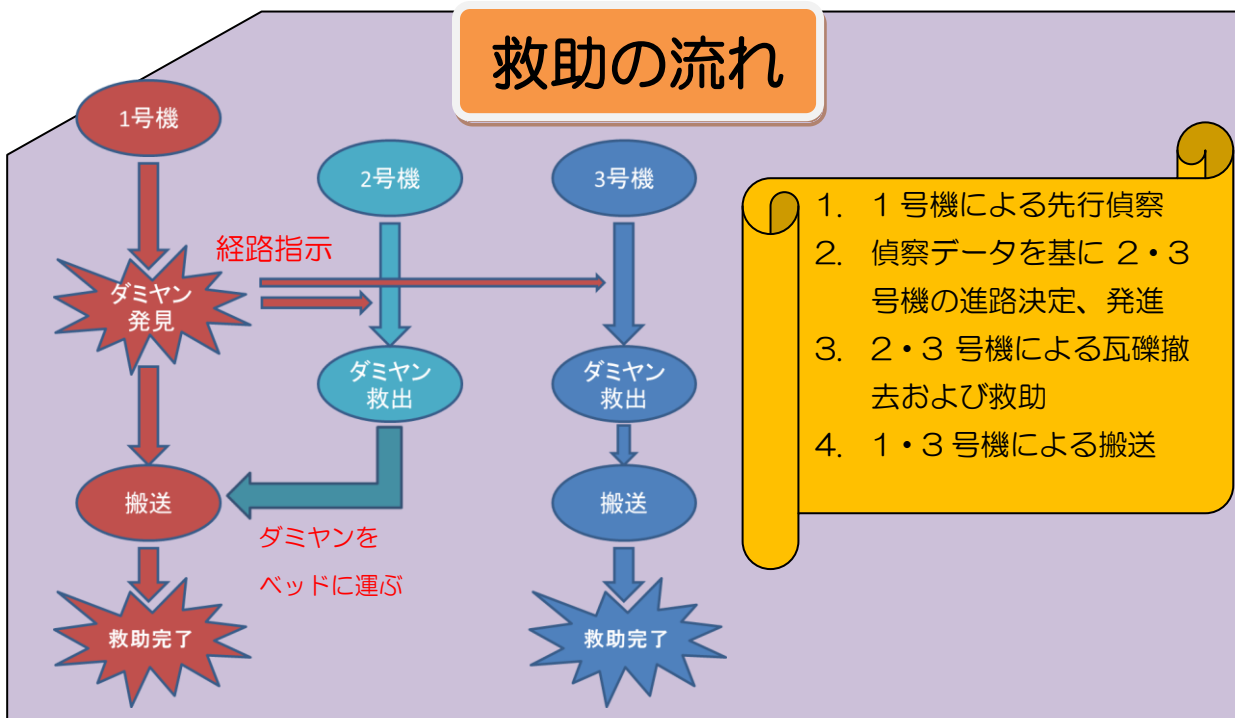 救助の流れ
1号機
2号機
3号機
経路指示
ダミヤン
発見
ダミヤン
救出
ダミヤン
救出
搬送
搬送
ダミヤンを
ベッドに運ぶ
救助完了
救助完了
1. 1号機による先行偵察
2. 偵察データを基に 2・3
号機の進路決定、発進
3. 2・3 号機による瓦礫撤
去および救助
4. 1・3 号機による搬送